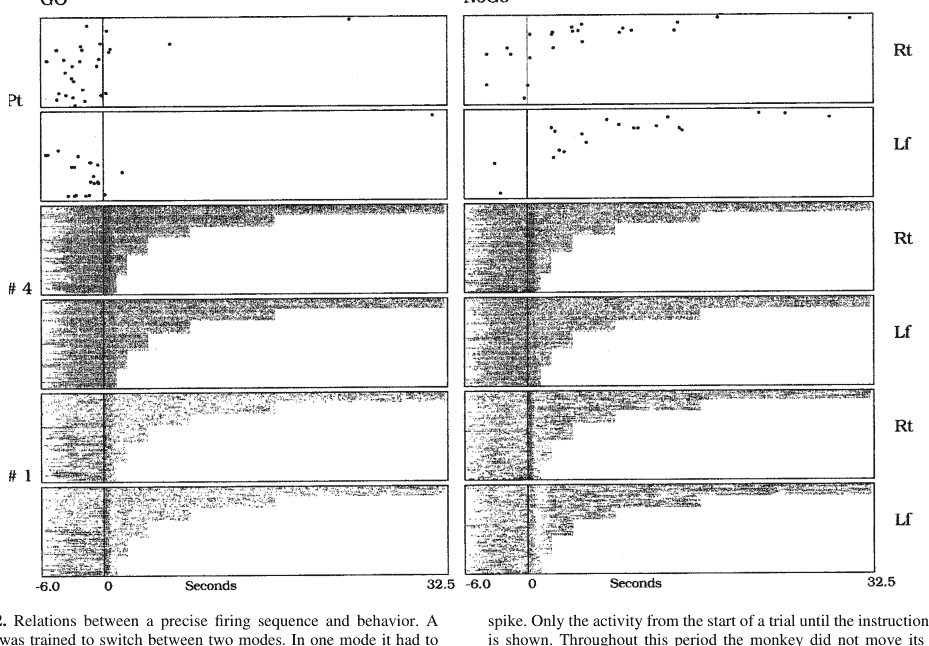 GO NoGo
Rt
Pt
Lf
Rt
# 4
Lf
Rt
# 1
Lf
-6.0 0 Seconds 32.5 -6.0 0 Seconds 32.5
2. Relations between a precise firing sequence and behavior. A
was trained to switch between two modes. In one mode it had to
spike. Only the activity from the start of a trial until the instruction
is shown. Throughout this period the monkey did not move its